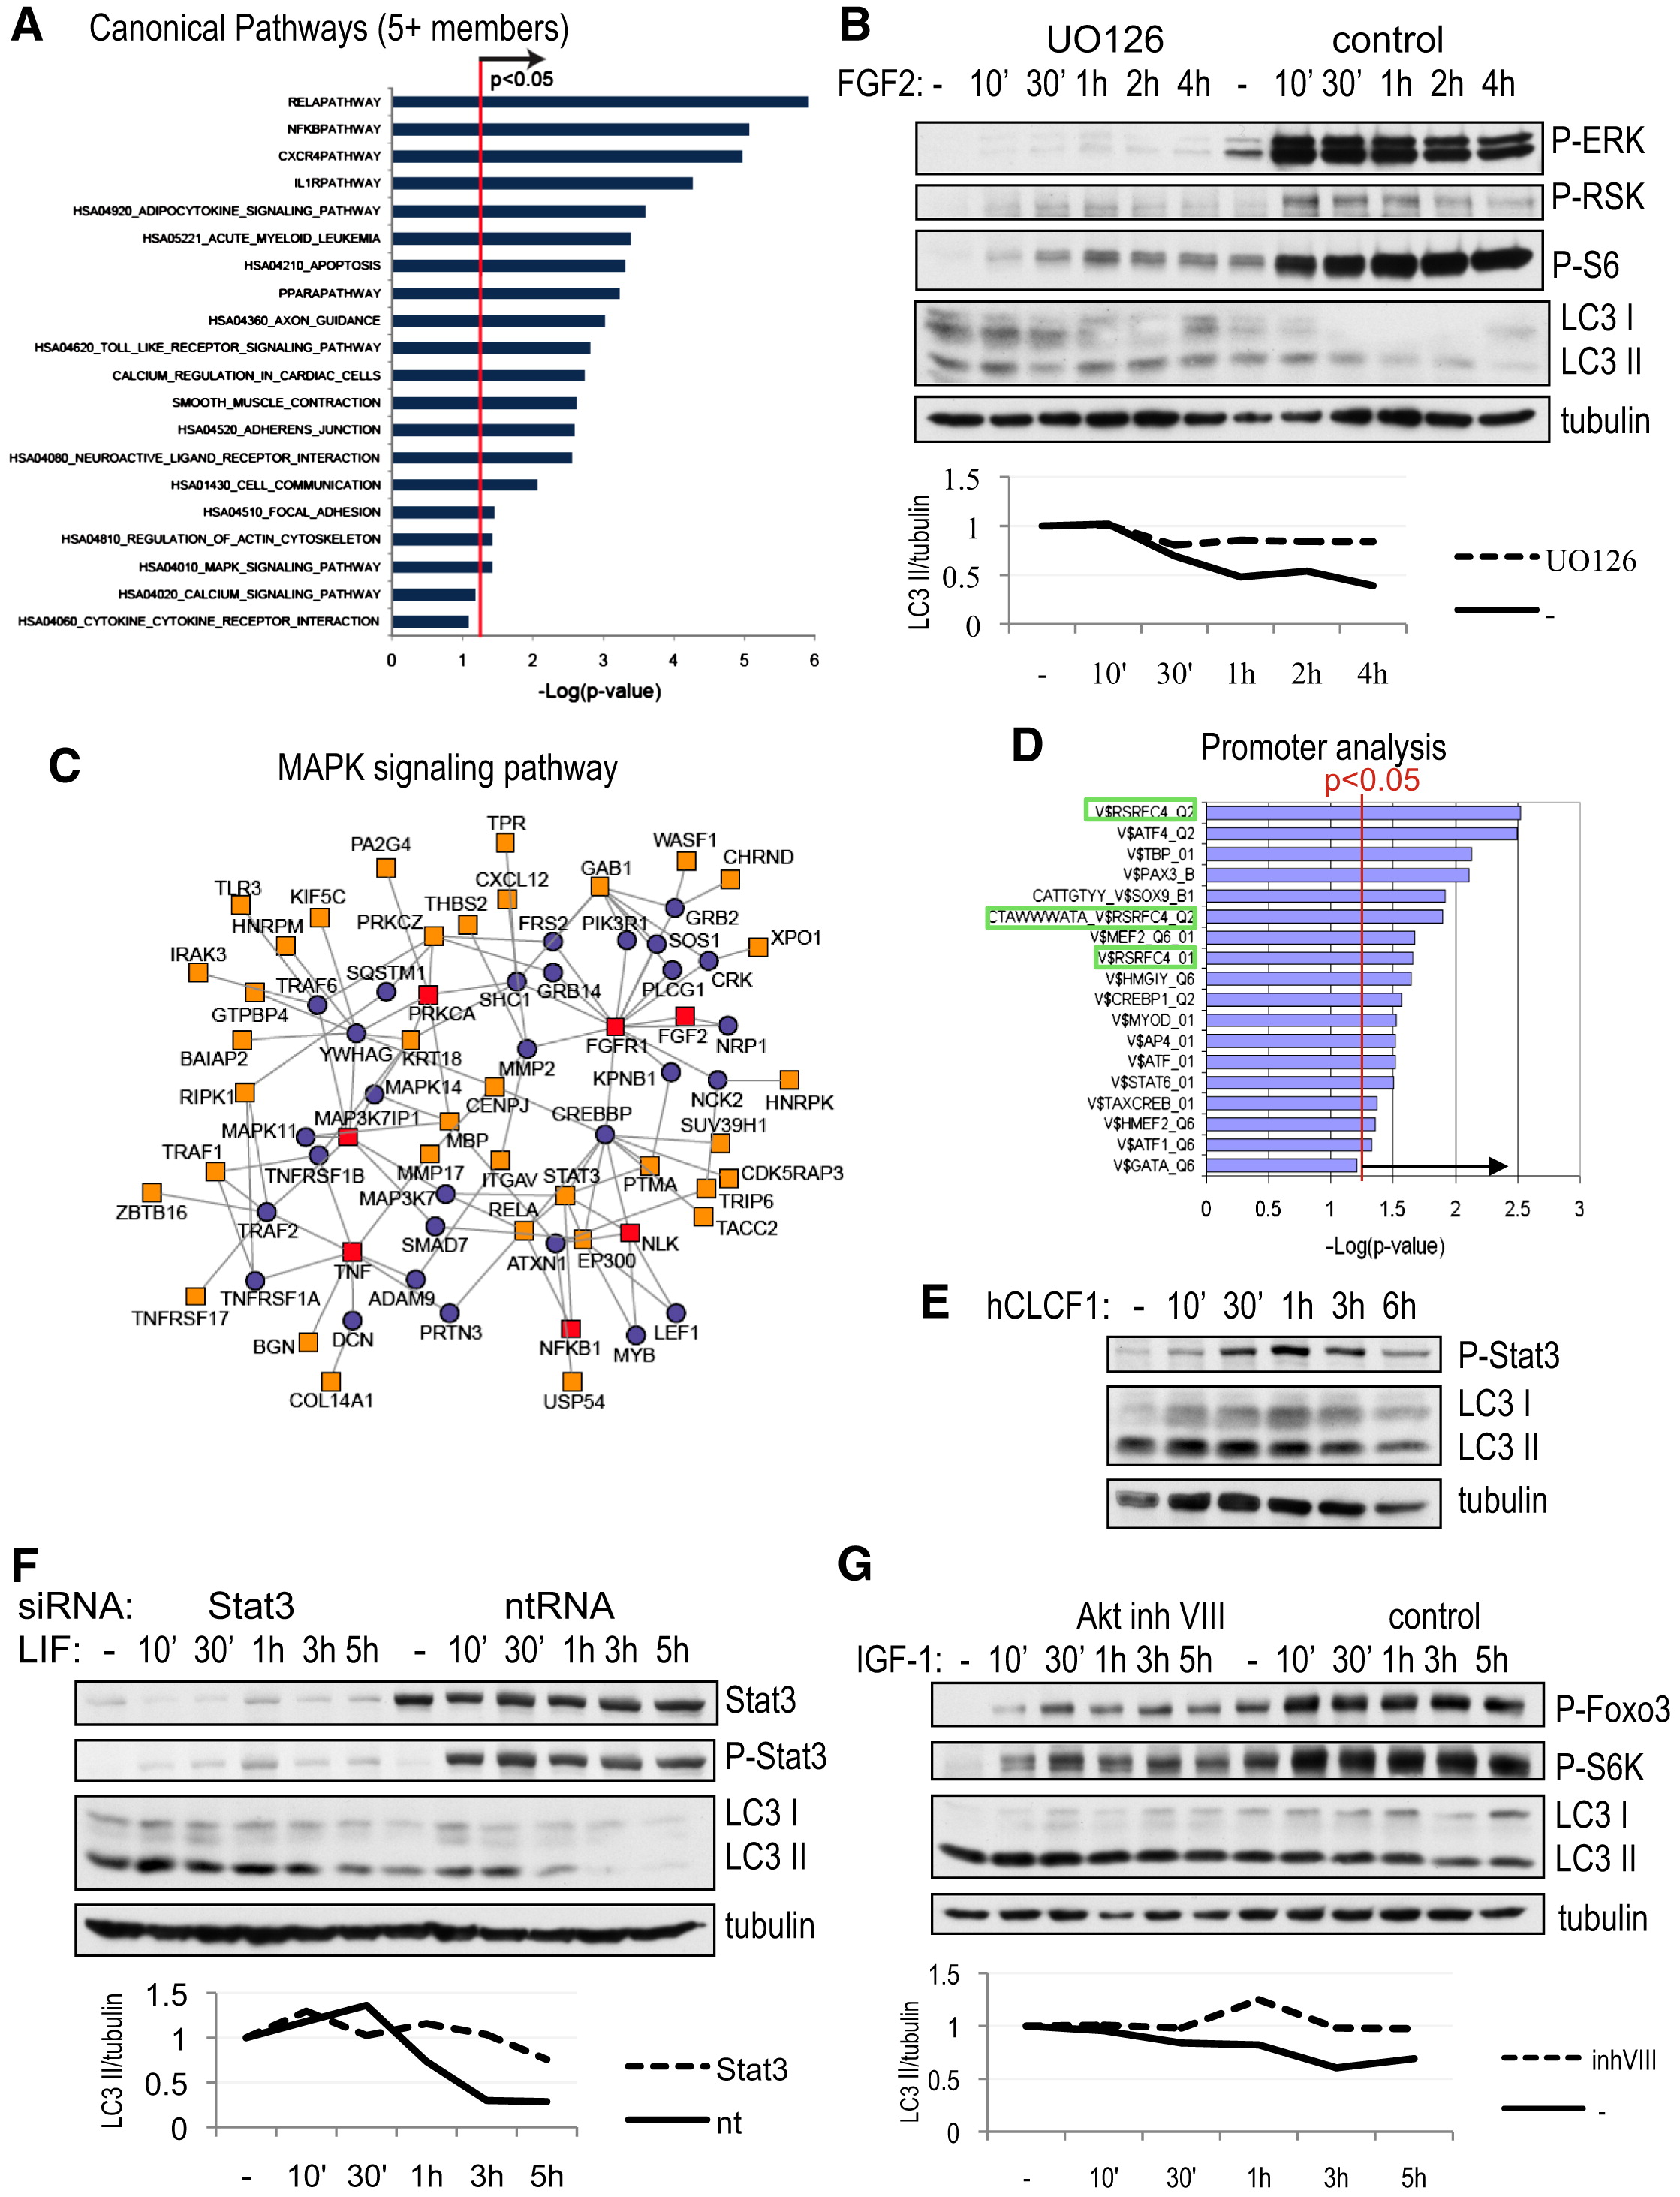 A
Canonical Pathways (5+ members)
p<0.05
RELAPATHWAY
NFKBPATHWAY
CXCR4PATHWAY
IL1RPATHWAY
HSA04920_ADIPOCYTOKINE_SIGNALING_PATHWAY
HSA05221_ACUTE_MYELOID_LEUKEMIA
HSA04210_APOPTOSIS
PPARAPATHWAY
HSA04360_AXON_GUIDANCE
HSA04620_TOLL_LIKE_RECEPTOR_SIGNALING_PATHWAY
CALCIUM_REGULATION_IN_CARDIAC_CELLS
SMOOTH_MUSCLE_CONTRACTION
HSA04520_ADHERENS_JUNCTION
HSA04080_NEUROACTIVE_LIGAND_RECEPTOR_INTERACTION
HSA01430_CELL_COMMUNICATION
HSA04510_FOCAL_ADHESION
HSA04810_REGULATION_OF_ACTIN_CYTOSKELETON
HSA04010_MAPK_SIGNALING_PATHWAY
HSA04020_CALCIUM_SIGNALING_PATHWAY
HSA04060_CYTOKINE_CYTOKINE_RECEPTOR_INTERACTION
0 1 2 3 4 5 6
-Log(p-value)
B
UO126 control
FGF2: - 10' 30' 1h 2h 4h - 10' 30' 1h 2h 4h
P-ERK
P-RSK
P-S6
LC3 I
LC3 II
tubulin
LC3 II/tubulin
1.5
1
0.5
0
- 10' 30' 1h 2h 4h
UO126
-
C
MAPK signaling pathway
TPR
PA2G4
WASF1
CHRND
GAB1
CXCL12
TLR3
KIF5C
THBS2
GRB2
PRKCZ
FRS2
PIK3R1
HNRPM
SOS1
XPO1
IRAK3
SQSTM1
TRAF6
CRK
GRB14
PLCG1
SHC1
GTPBP4
PRKCA
FGF2
FGFR1
NRP1
YWHAG
KRT18
BAIAP2
MMP2
KPNB1
MAPK14
RIPK1
CENPJ
NCK2
HNRPK
MAP3K7IP1
CREBBP
SUV39H1
MAPK11
MBP
TRAF1
TNFRSF1B
MMP17
ITGAV
STAT3
PTMA
CDK5RAP3
MAP3K7
TRIP6
ZBTB16
RELA
TRAF2
TACC2
SMAD7
NLK
ATXN1
EP300
TNF
TNFRSF1A
ADAM9
TNFRSF17
PRTN3
LEF1
BGN
DCN
NFKB1
MYB
COL14A1
USP54
D
Promoter analysis
p<0.05
V$RSRFC4_Q2
V$ATF4_Q2
V$TBP_01
V$PAX3_B
CATTGTYY_V$SOX9_B1
CTAWWWATA_V$RSRFC4_Q2
V$MEF2_Q6_01
V$RSRFC4_01
V$HMGIY_Q6
V$CREBP1_Q2
V$MYOD_01
V$AP4_01
V$ATF_01
V$STAT6_01
V$TAXCREB_01
V$HMEF2_Q6
V$ATF1_Q6
V$GATA_Q6
0 0.5 1 1.5 2 2.5 3
-Log(p-value)
E
hCLCF1: - 10' 30' 1h 3h 6h
P-Stat3
LC3 I
LC3 II
tubulin
F
siRNA: Stat3 ntRNA
LIF: - 10' 30' 1h 3h 5h - 10' 30' 1h 3h 5h
Stat3
P-Stat3
LC3 I
LC3 II
tubulin
LC3 II/tubulin
1.5
1
0.5
0
- 10' 30' 1h 3h 5h
Stat3
nt
G
Akt inh VIII control
IGF-1: - 10' 30' 1h 3h 5h - 10' 30' 1h 3h 5h
P-Foxo3
P-S6K
LC3 I
LC3 II
tubulin
LC3 II/tubulin
1.5
1
0.5
0
- 10' 30' 1h 3h 5h
inhVIII
-